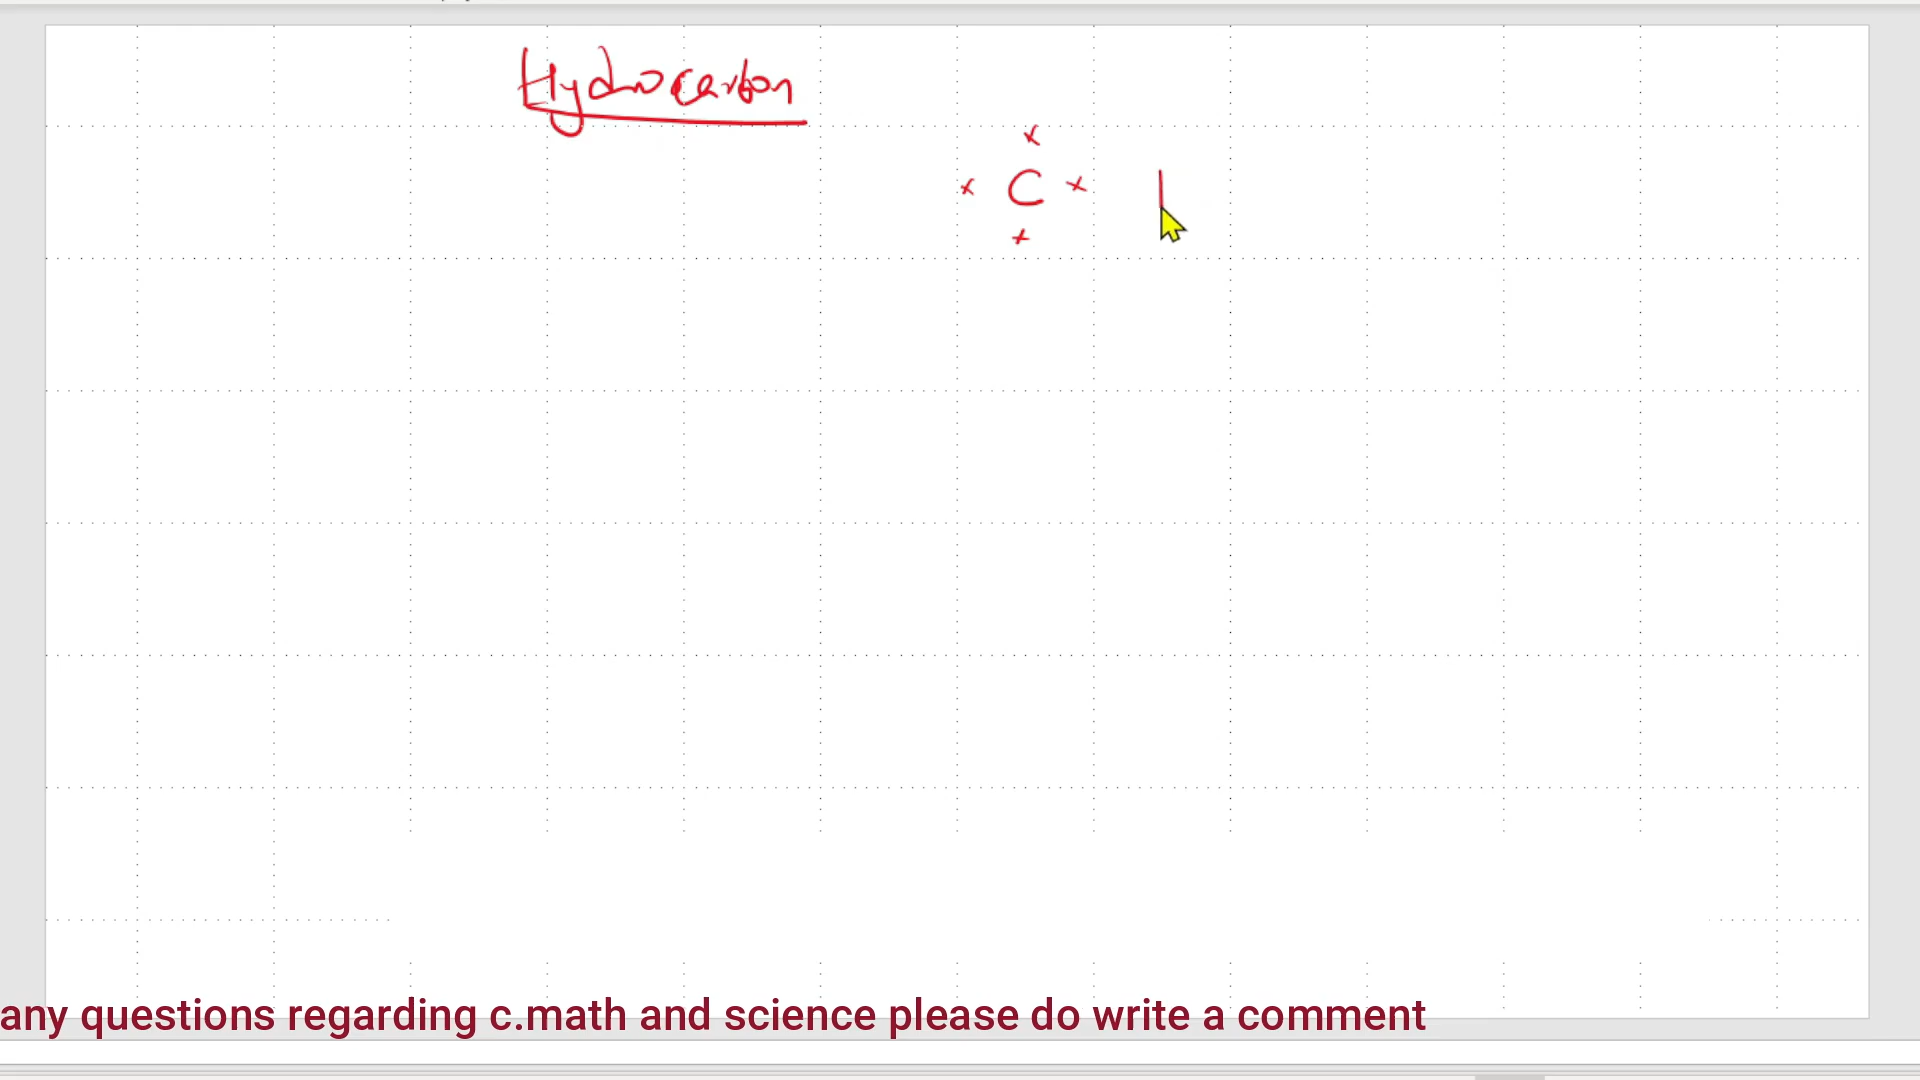 Hydrocarbon
x
x C x
x
any questions regarding c.math and science please do write a comment